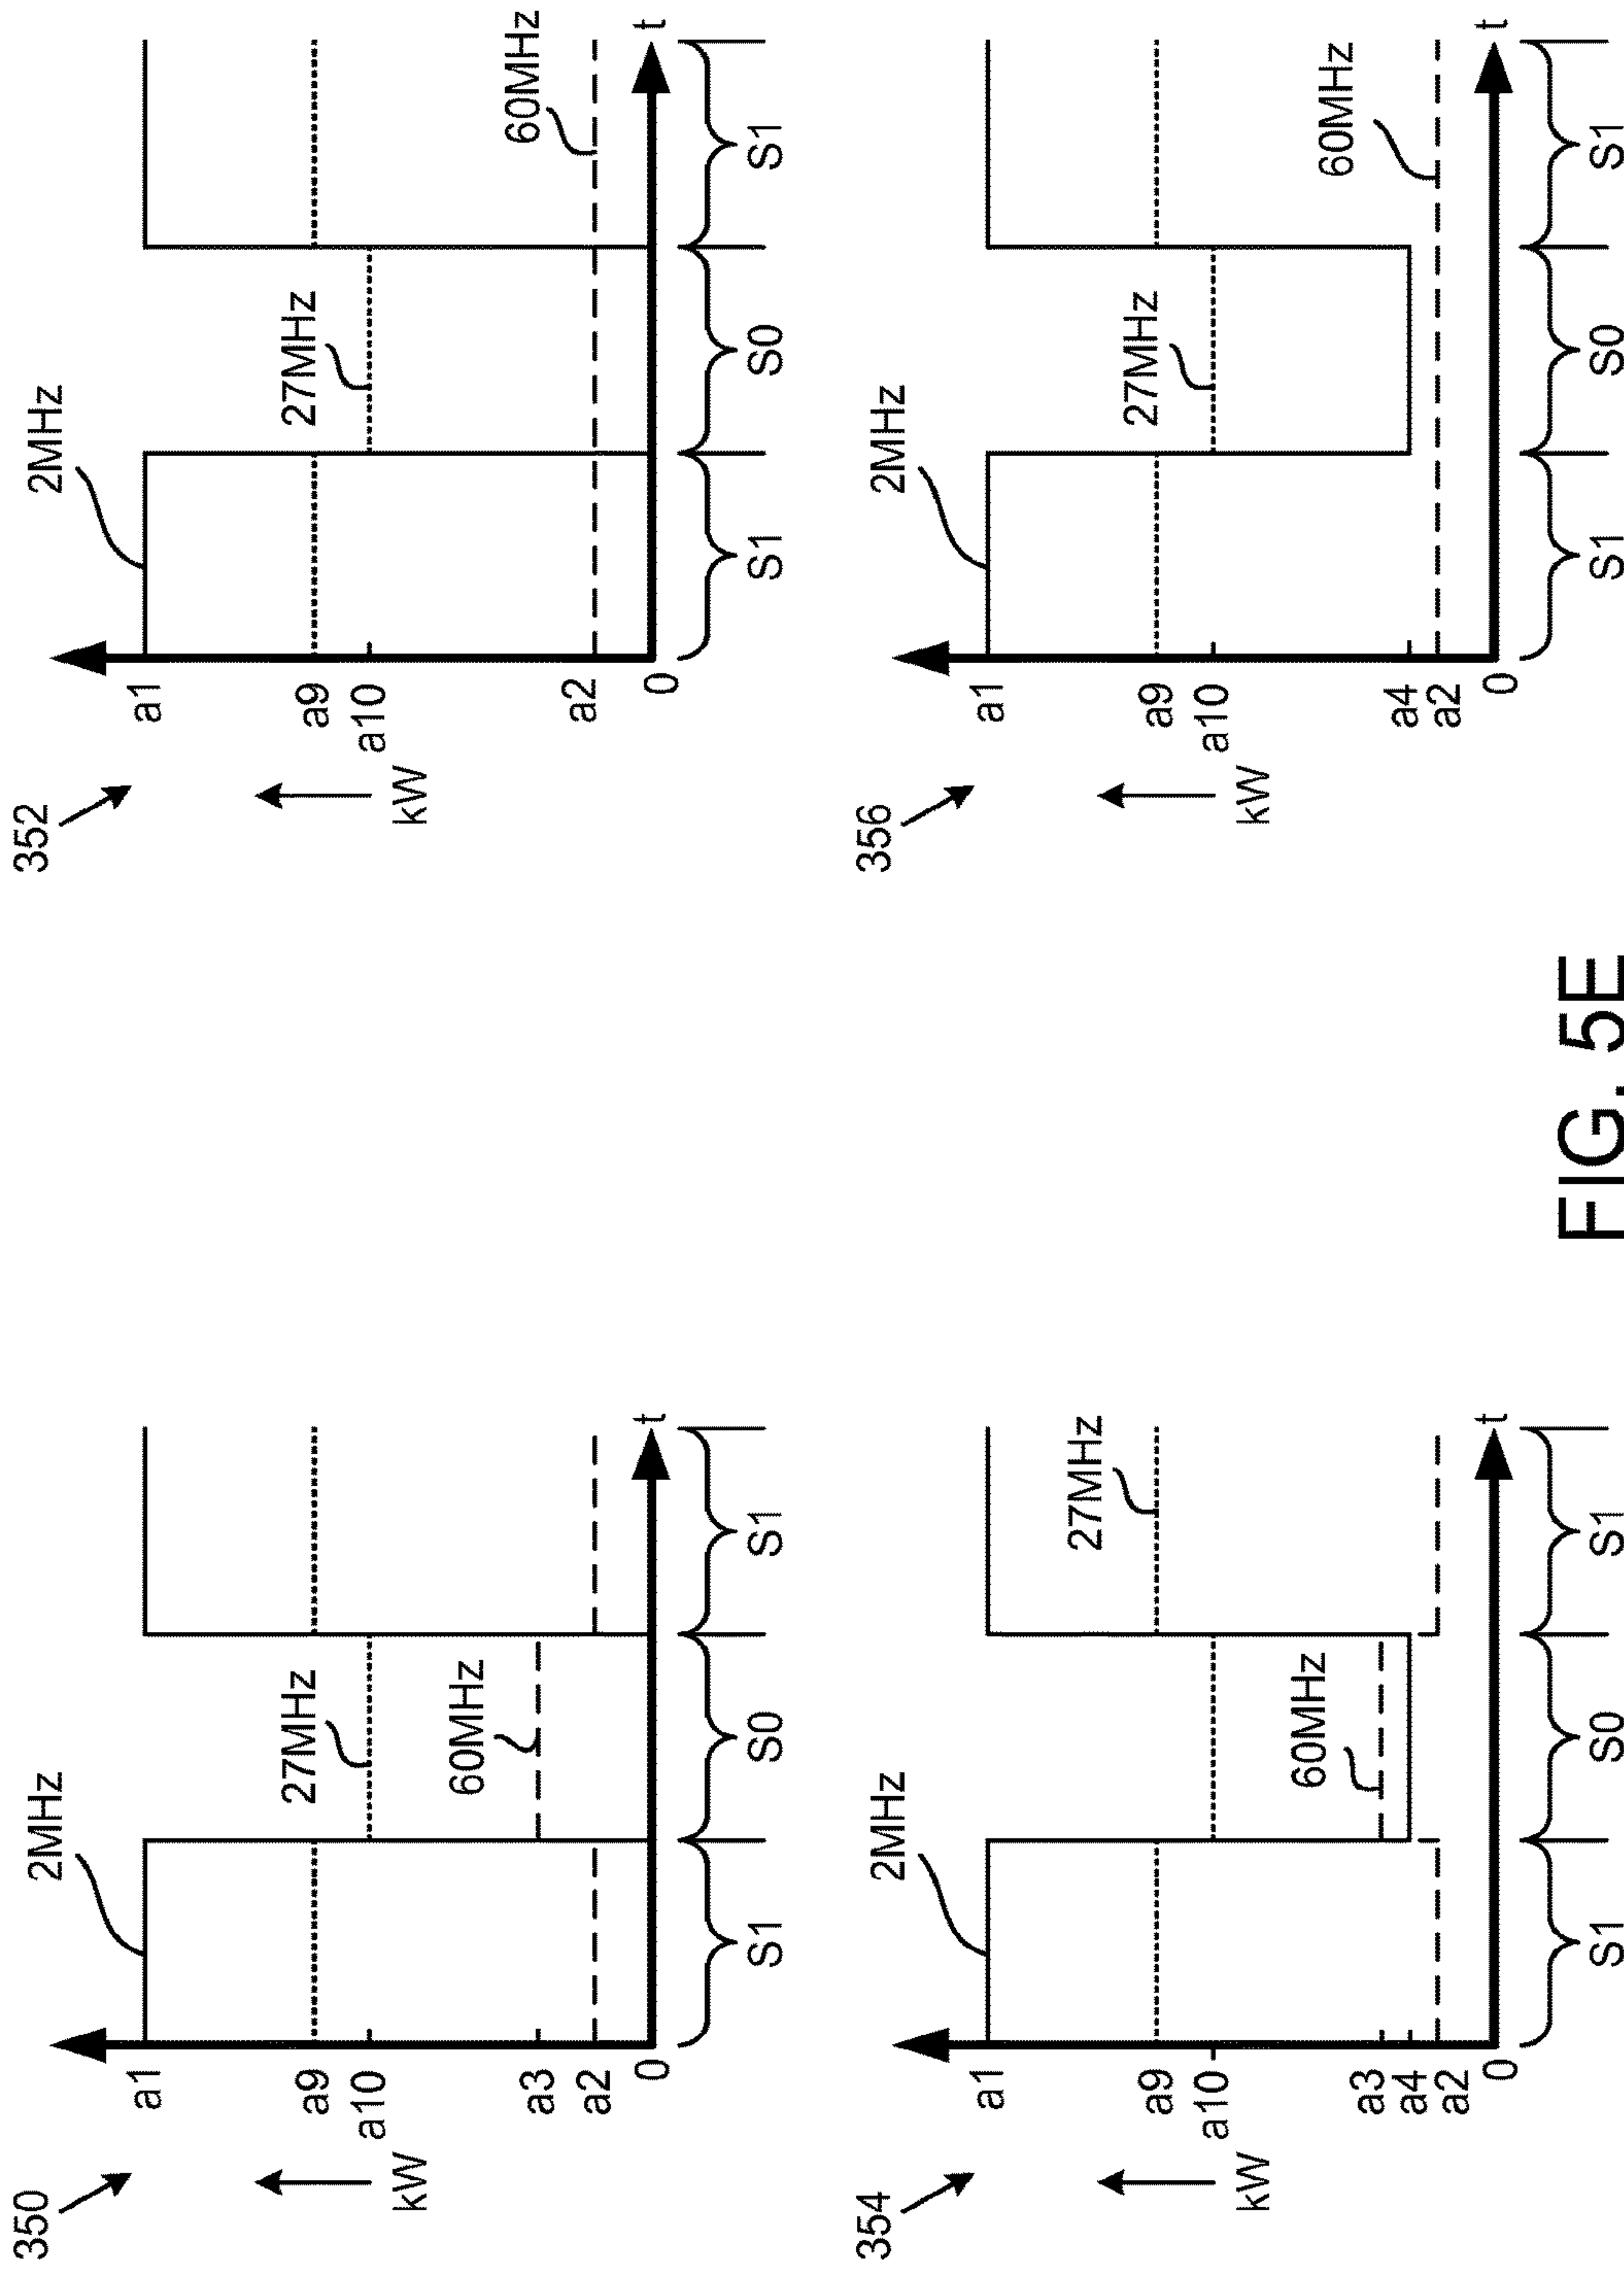 350
2MHz
a1
27MHz
a9
a10
60MHz
kW
a3
a2
0
t
S1 S0 S1
352
2MHz
a1
27MHz
a9
a10
kW
60MHz
a2
0
t
S1 S0 S1
354
2MHz
a1
27MHz
a9
a10
kW
60MHz
a3
a4
a2
0
t
S1 S0 S1
356
2MHz
a1
27MHz
a9
a10
kW
60MHz
a4
a2
0
t
S1 S0 S1
FIG. 5E